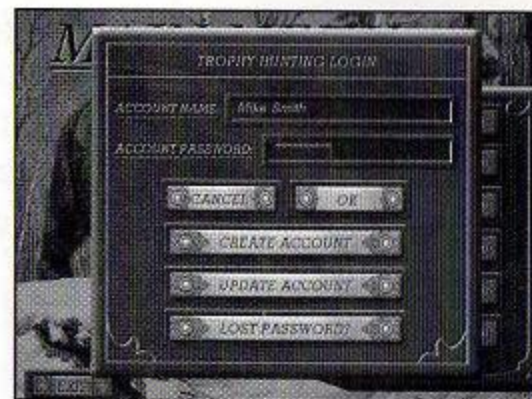 M
TROPHY HUNTING LOGIN
ACCOUNT NAME: Mike Smith
ACCOUNT PASSWORD: **********
CANCEL OK
CREATE ACCOUNT
UPDATE ACCOUNT
LOST PASSWORD?